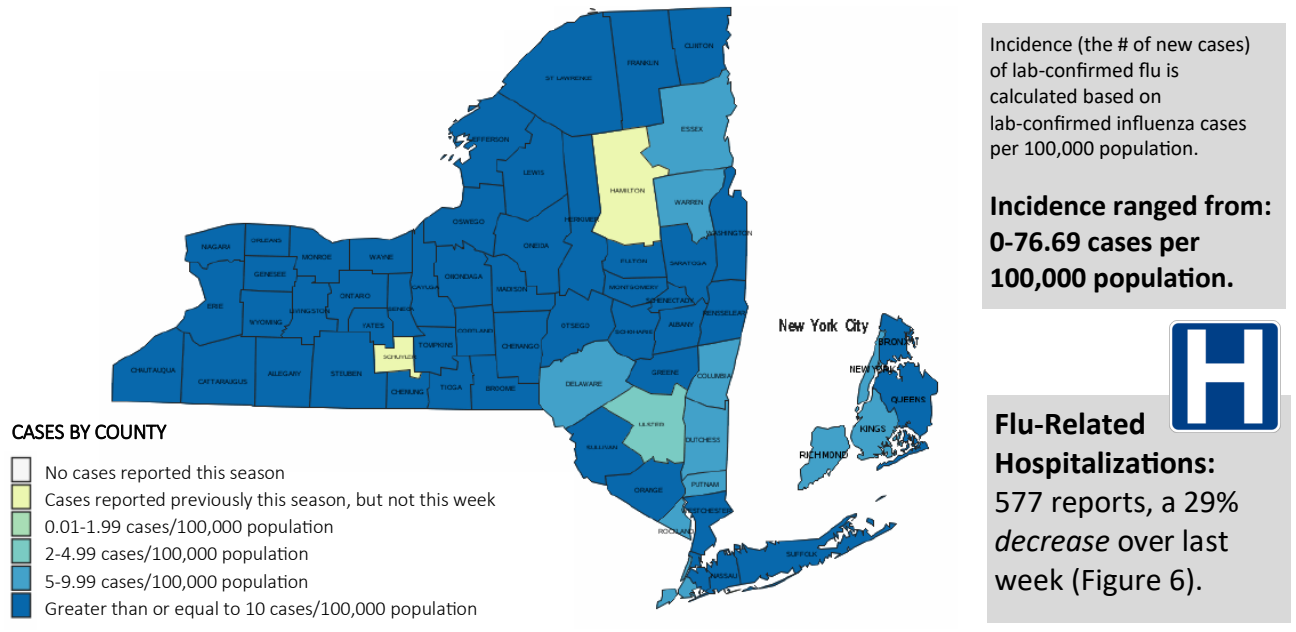 CLINTON
FRANKLIN
ST. LAWRENCE
ESSEX
JEFFERSON
LEWIS
HAMILTON
WARREN
WASHINGTON
HERKIMER
OSWEGO
ONEIDA
FULTON
SARATOGA
NIAGARA
ORLEANS
MONROE
WAYNE
GENESEE
ONONDAGA
MADISON
MONTGOMERY
CAYUGA
ONTARIO
SENECA
SCHENECTADY
ERIE
WYOMING
LIVINGSTON
YATES
CORTLAND
OTSEGO
SCHOHARIE
ALBANY
RENSSELAER
TOMPKINS
CHENANGO
SCHUYLER
CHAUTAUQUA
CATTARAUGUS
ALLEGANY
STEUBEN
CHEMUNG
TIOGA
BROOME
DELAWARE
GREENE
COLUMBIA
ULSTER
DUTCHESS
SULLIVAN
ORANGE
PUTNAM
WESTCHESTER
ROCKLAND
NASSAU
SUFFOLK
New York City
BRONX
NEW YORK
QUEENS
KINGS
RICHMOND
CASES BY COUNTY
No cases reported this season
Cases reported previously this season, but not this week
0.01-1.99 cases/100,000 population
2-4.99 cases/100,000 population
5-9.99 cases/100,000 population
Greater than or equal to 10 cases/100,000 population
Incidence (the # of new cases)
of lab-confirmed flu is
calculated based on
lab-confirmed influenza cases
per 100,000 population.
Incidence ranged from:
0-76.69 cases per
100,000 population.
H
Flu-Related
Hospitalizations:
577 reports, a 29%
decrease over last
week (Figure 6).